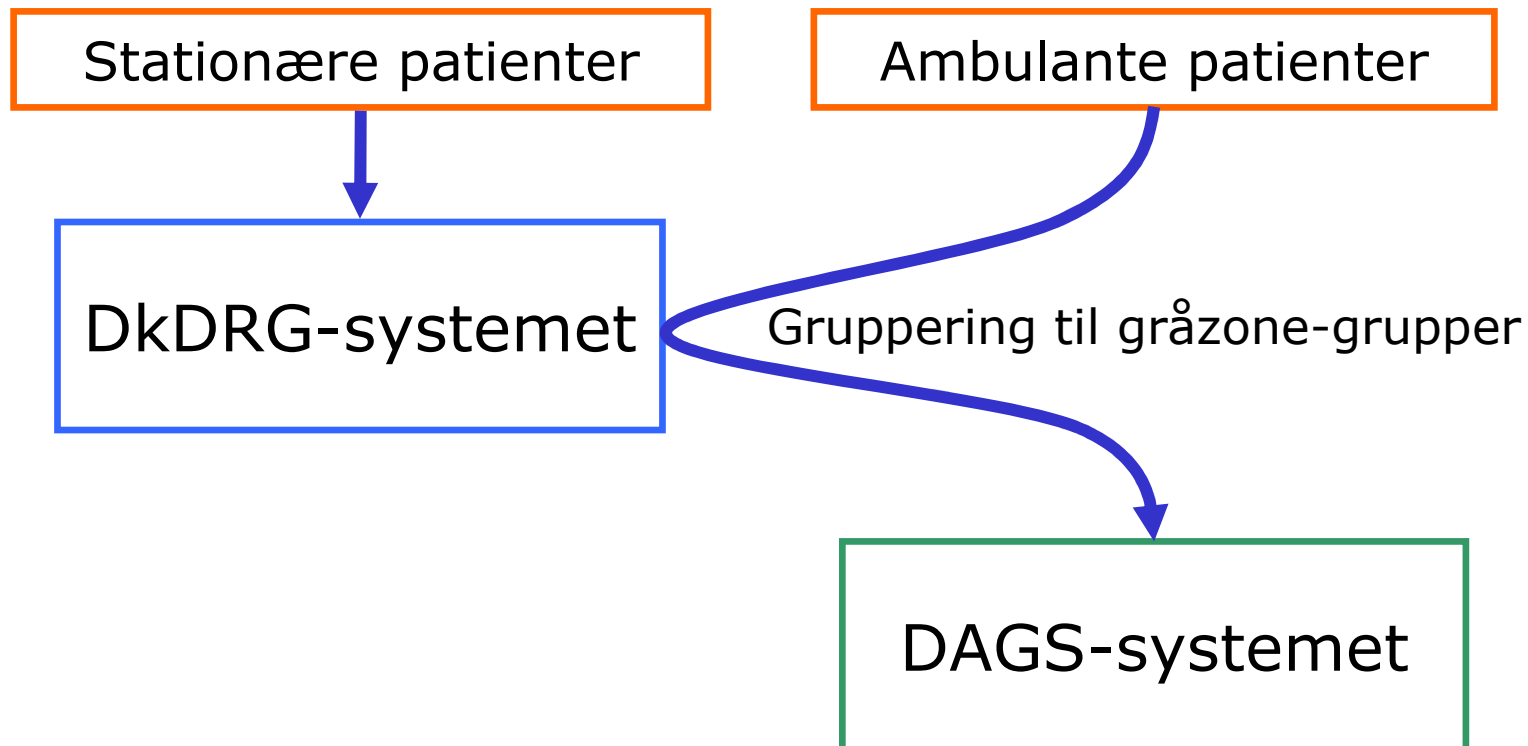 Stationære patienter
Ambulante patienter
DkDRG-systemet
Gruppering til gråzone-grupper
DAGS-systemet